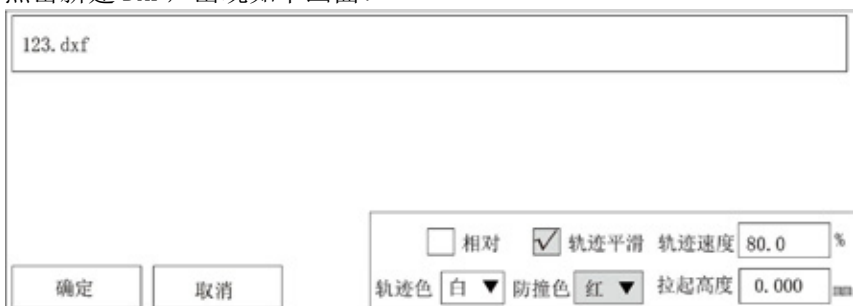 123.dxf
相对 轨迹平滑 轨迹速度 80.0 %
确定 取消 轨迹色 白 ▼ 防撞色 红 ▼ 拉起高度 0.000 mm